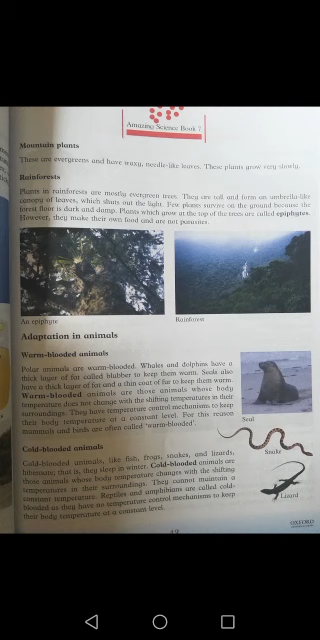 Amazing Science Book 7
Mountain plants
These are evergreens and have waxy, needle-like leaves. These plants grow very slowly.
Rainforests
Plants in rainforests are mostly evergreen trees. They are tall and form an umbrella-like
canopy of leaves, which shuts out the light. Few plants survive on the ground because the
forest floor is dark and damp. Plants which grow at the top of the trees are called epiphytes.
However, they make their own food and are not parasites.
An epiphyte
Rainforest
Adaptation in animals
Warm-blooded animals
Polar animals are warm-blooded. Whales and dolphins have a
thick layer of fat called blubber to keep them warm. Seals also
have a thick layer of fat and a thin coat of fur to keep them warm.
Warm-blooded animals are those animals whose body
temperature does not change with the shifting temperatures in their
surroundings. They have temperature control mechanisms to keep
their body temperature at a constant level. For this reason
mammals and birds are often called 'warm-blooded'.
Seal
Cold-blooded animals
Cold-blooded animals, like fish, frogs, snakes, and lizards,
hibernate; that is, they sleep in winter. Cold-blooded animals are
those animals whose body temperature changes with the shifting
temperatures in their surroundings. They cannot maintain a
constant temperature. Reptiles and amphibians are called cold-
blooded as they have no temperature control mechanisms to keep
their body temperature at a constant level.
Snake
Lizard
OXFORD